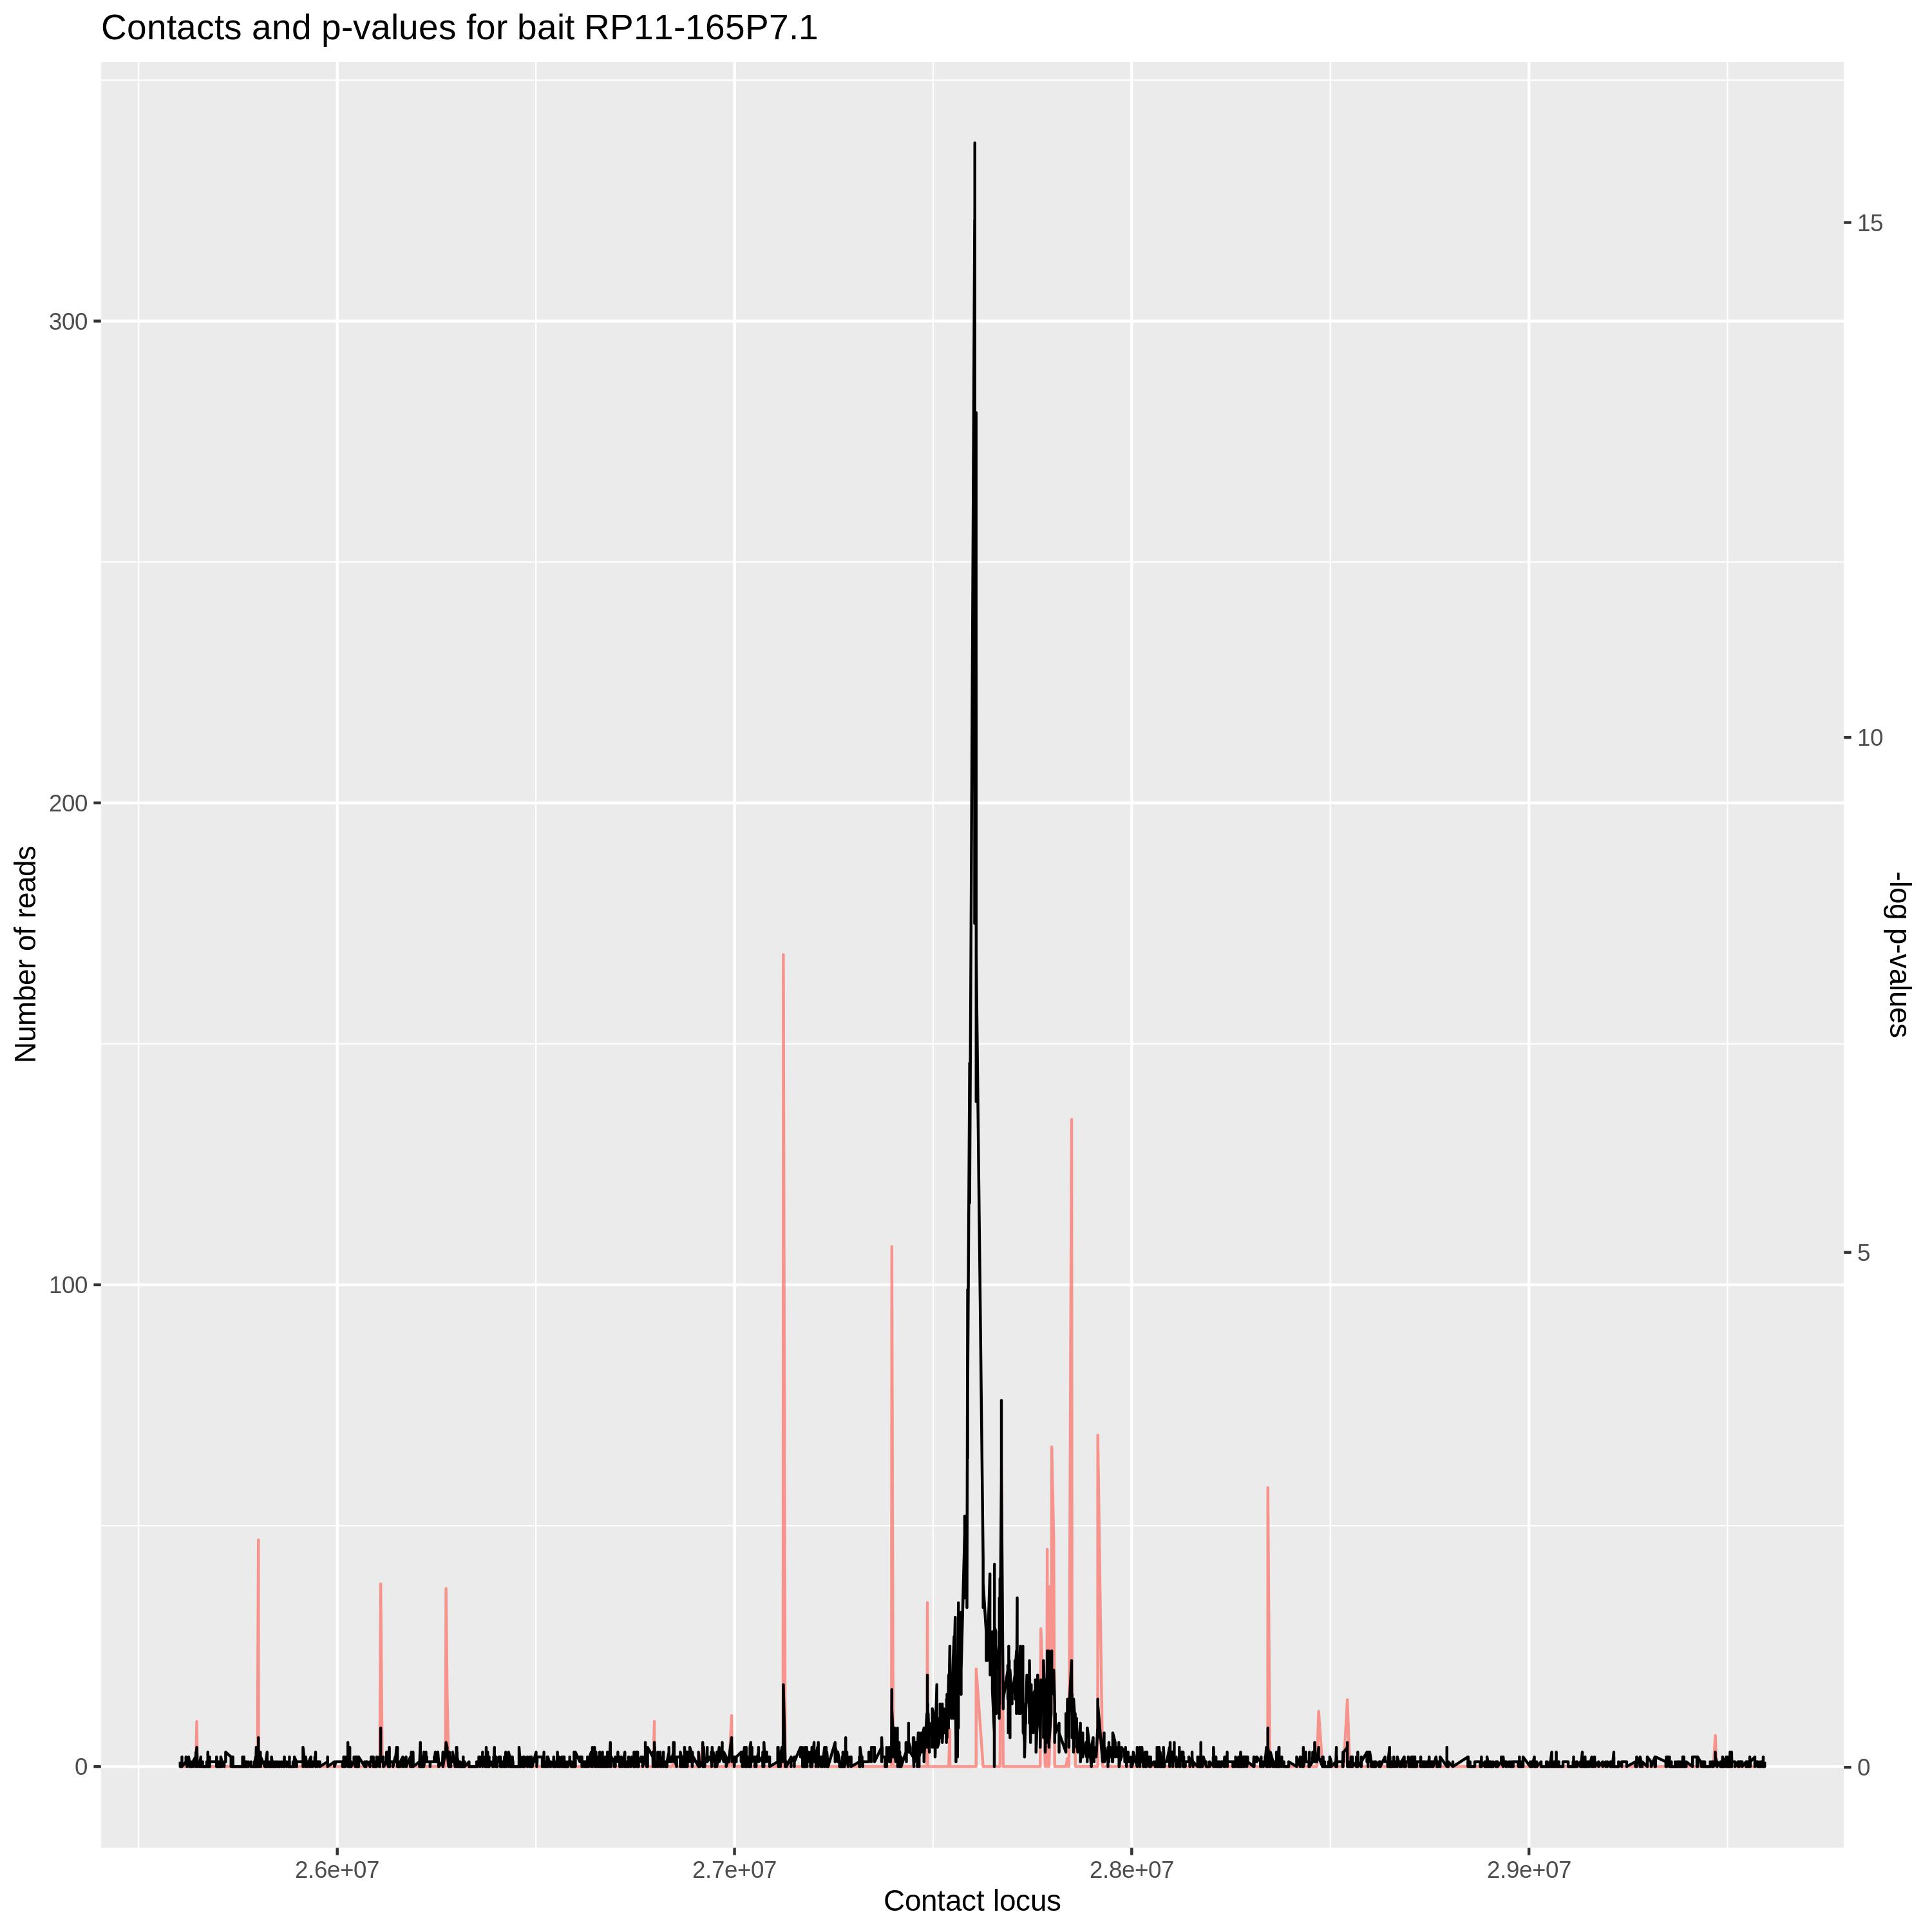 Contacts and p-values for bait RP11-165P7.1
300
200
100
0
Number of reads
15
10
5
0
-log p-values
2.6e+07
2.7e+07
2.8e+07
2.9e+07
Contact locus